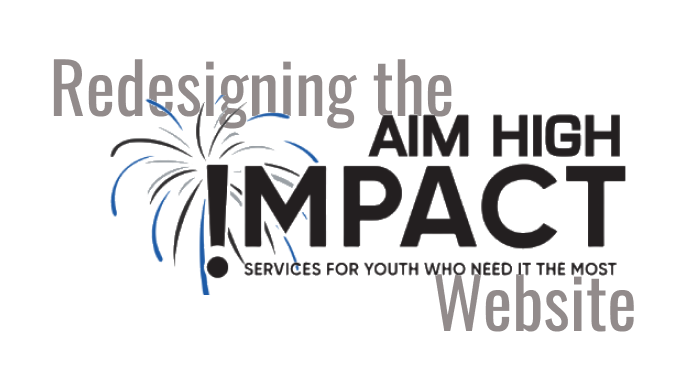 Redesigning the
AIM HIGH
!MPACT
SERVICES FOR YOUTH WHO NEED IT THE MOST
Website